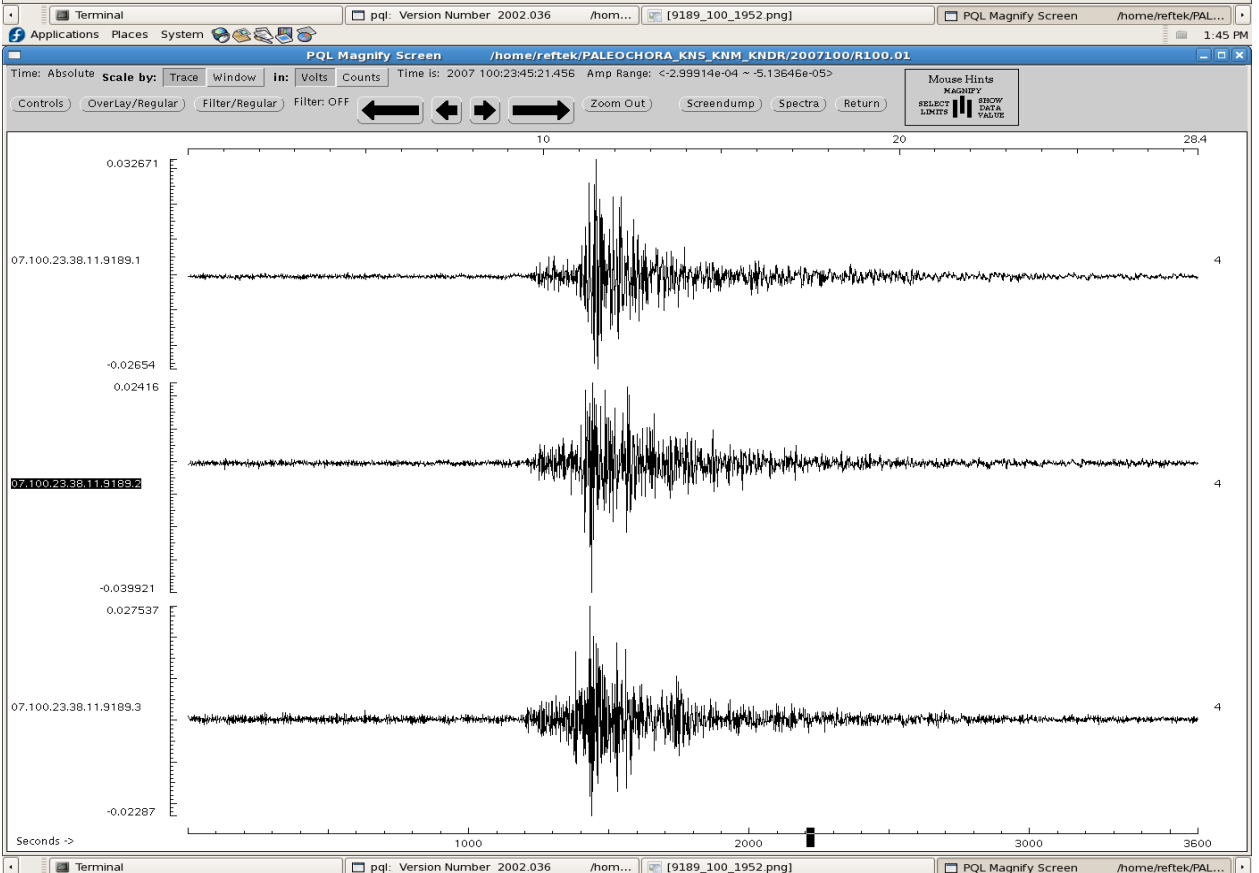 Terminal
pql: Version Number 2002.036 /hom...
[9189_100_1952.png]
PQL Magnify Screen /home/reftek/PAL...
Applications Places System
1:45 PM
PQL Magnify Screen /home/reftek/PALEOCHORA_KNS_KNM_KNDR/2007100/R100.01
Time: Absolute Scale by: Trace Window in: Volts Counts Time is: 2007 100:23:45:21.456 Amp Range: <-2.99914e-04 ~ -5.13646e-05>
Controls OverLay/Regular Filter/Regular Filter: OFF Zoom Out Screendump Spectra Return
Mouse Hints
MAGNIFY
SELECT LIMITS
SHOW DATA VALUE
10 20 28.4
0.032671
07.100.23.38.11.9189.1 4
-0.02654
0.02416
07.100.23.38.11.9189.2 4
-0.039921
0.027537
07.100.23.38.11.9189.3 4
-0.02287
Seconds -> 1000 2000 3000 3600
Terminal
pql: Version Number 2002.036 /hom...
[9189_100_1952.png]
PQL Magnify Screen /home/reftek/PAL...